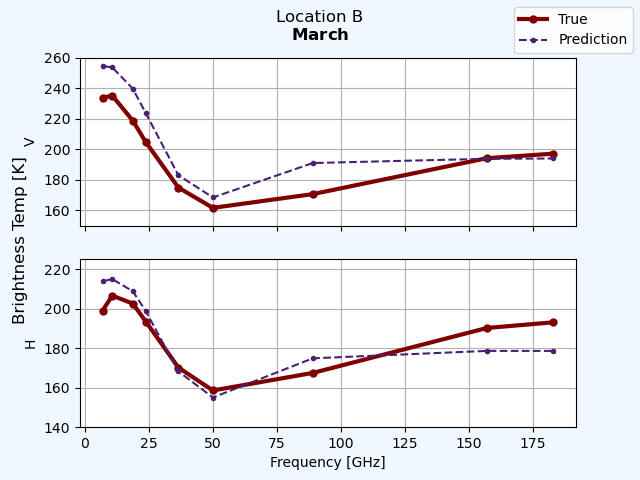 Location B
March
True
Prediction
260
240
220
200
180
160
V
Brightness Temp [K]
220
200
180
160
140
H
0
25
50
75
100
125
150
175
Frequency [GHz]